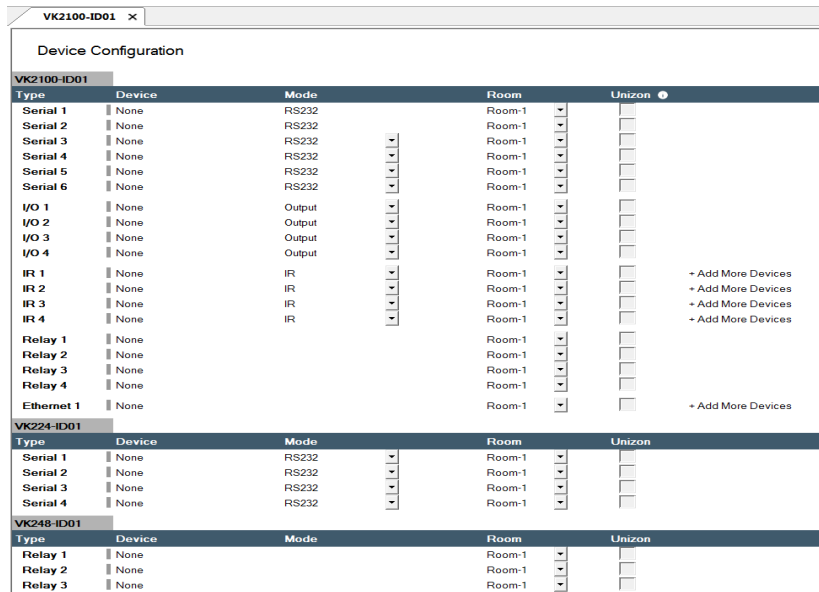 VK2100-ID01 ×
Device Configuration
VK2100-ID01
Type Device Mode Room Unizon
Serial 1 None RS232 Room-1
Serial 2 None RS232 Room-1
Serial 3 None RS232 Room-1
Serial 4 None RS232 Room-1
Serial 5 None RS232 Room-1
Serial 6 None RS232 Room-1
I/O 1 None Output Room-1
I/O 2 None Output Room-1
I/O 3 None Output Room-1
I/O 4 None Output Room-1
IR 1 None IR Room-1 + Add More Devices
IR 2 None IR Room-1 + Add More Devices
IR 3 None IR Room-1 + Add More Devices
IR 4 None IR Room-1 + Add More Devices
Relay 1 None Room-1
Relay 2 None Room-1
Relay 3 None Room-1
Relay 4 None Room-1
Ethernet 1 None Room-1 + Add More Devices
VK224-ID01
Type Device Mode Room Unizon
Serial 1 None RS232 Room-1
Serial 2 None RS232 Room-1
Serial 3 None RS232 Room-1
Serial 4 None RS232 Room-1
VK248-ID01
Type Device Mode Room Unizon
Relay 1 None Room-1
Relay 2 None Room-1
Relay 3 None Room-1